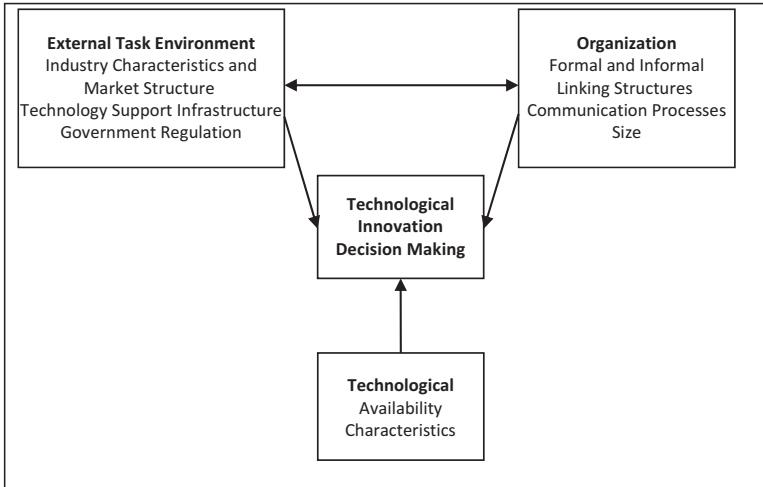 External Task Environment
Industry Characteristics and
Market Structure
Technology Support Infrastructure
Government Regulation
Organization
Formal and Informal
Linking Structures
Communication Processes
Size
Technological
Innovation
Decision Making
Technological
Availability
Characteristics